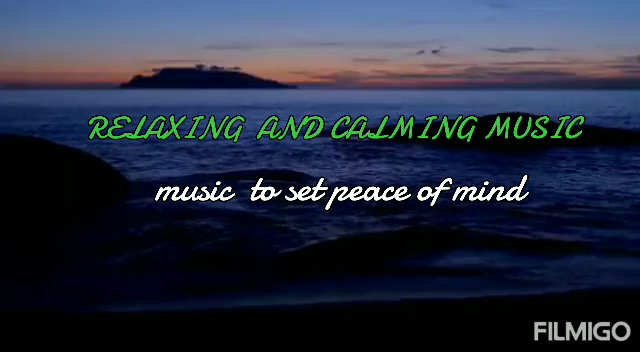 RELAXING AND CALMING MUSIC
music to set peace of mind
FILMIGO